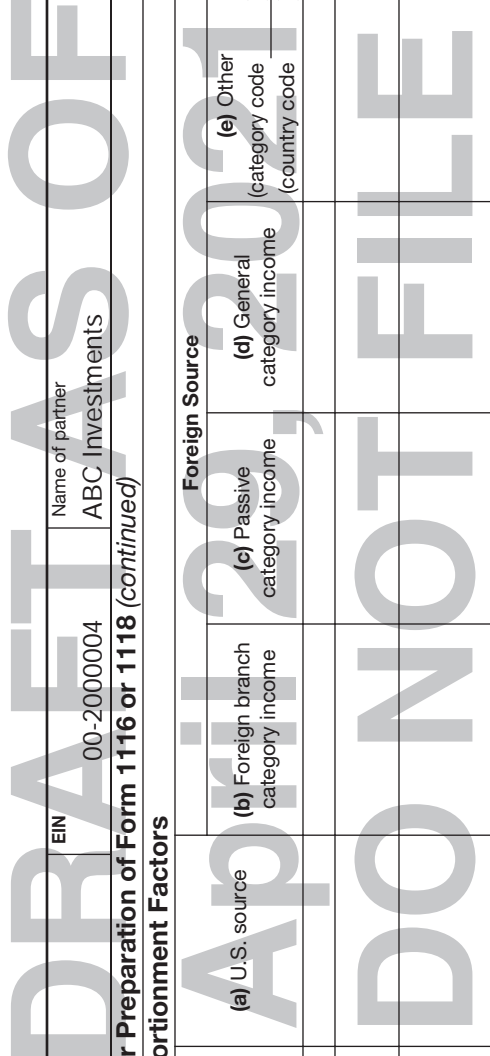 DRAFT AS OF
April 29, 2021
DO NOT FILE
EIN
00-2000004
Name of partner
ABC Investments
r Preparation of Form 1116 or 1118 (continued)
ortionment Factors
Foreign Source
(a) U.S. source
(b) Foreign branch
category income
(c) Passive
category income
(d) General
category income
(e) Other
(category code
(country code